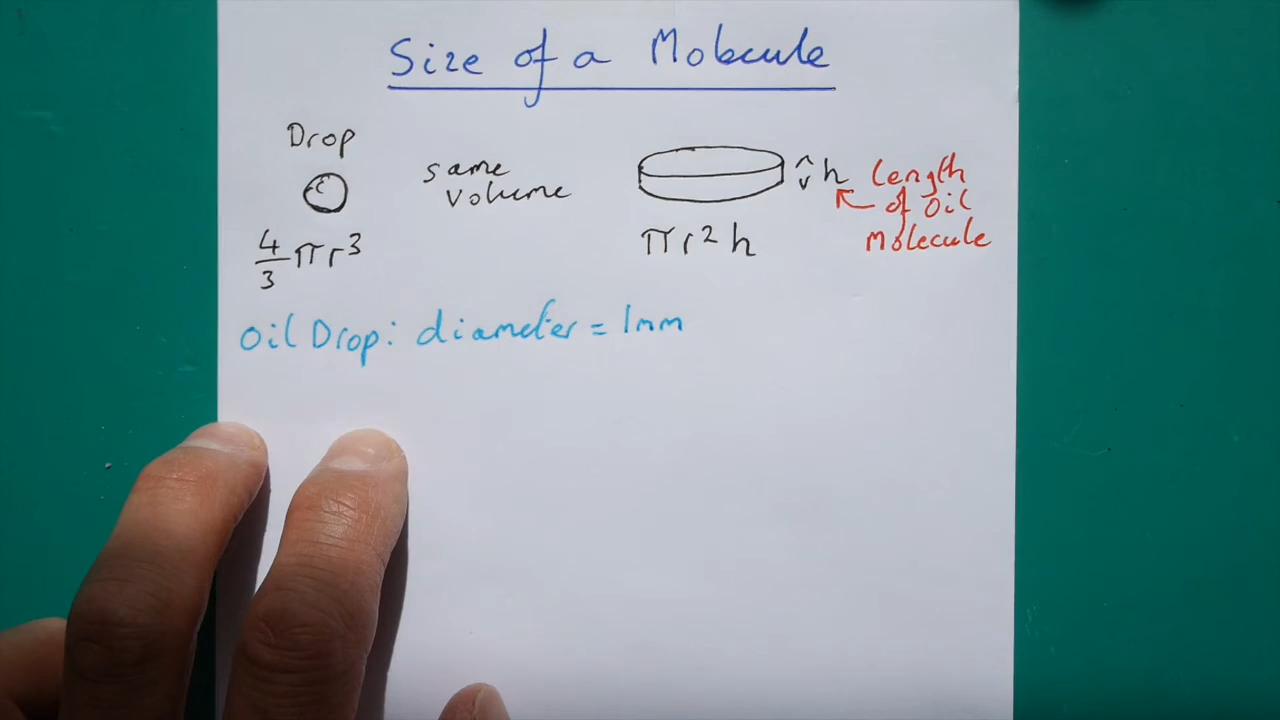 Size of a Molecule
Drop
same
volume
h
Length
of Oil
Molecule
4/3 πr³
πr²h
Oil Drop: diameter = 1mm